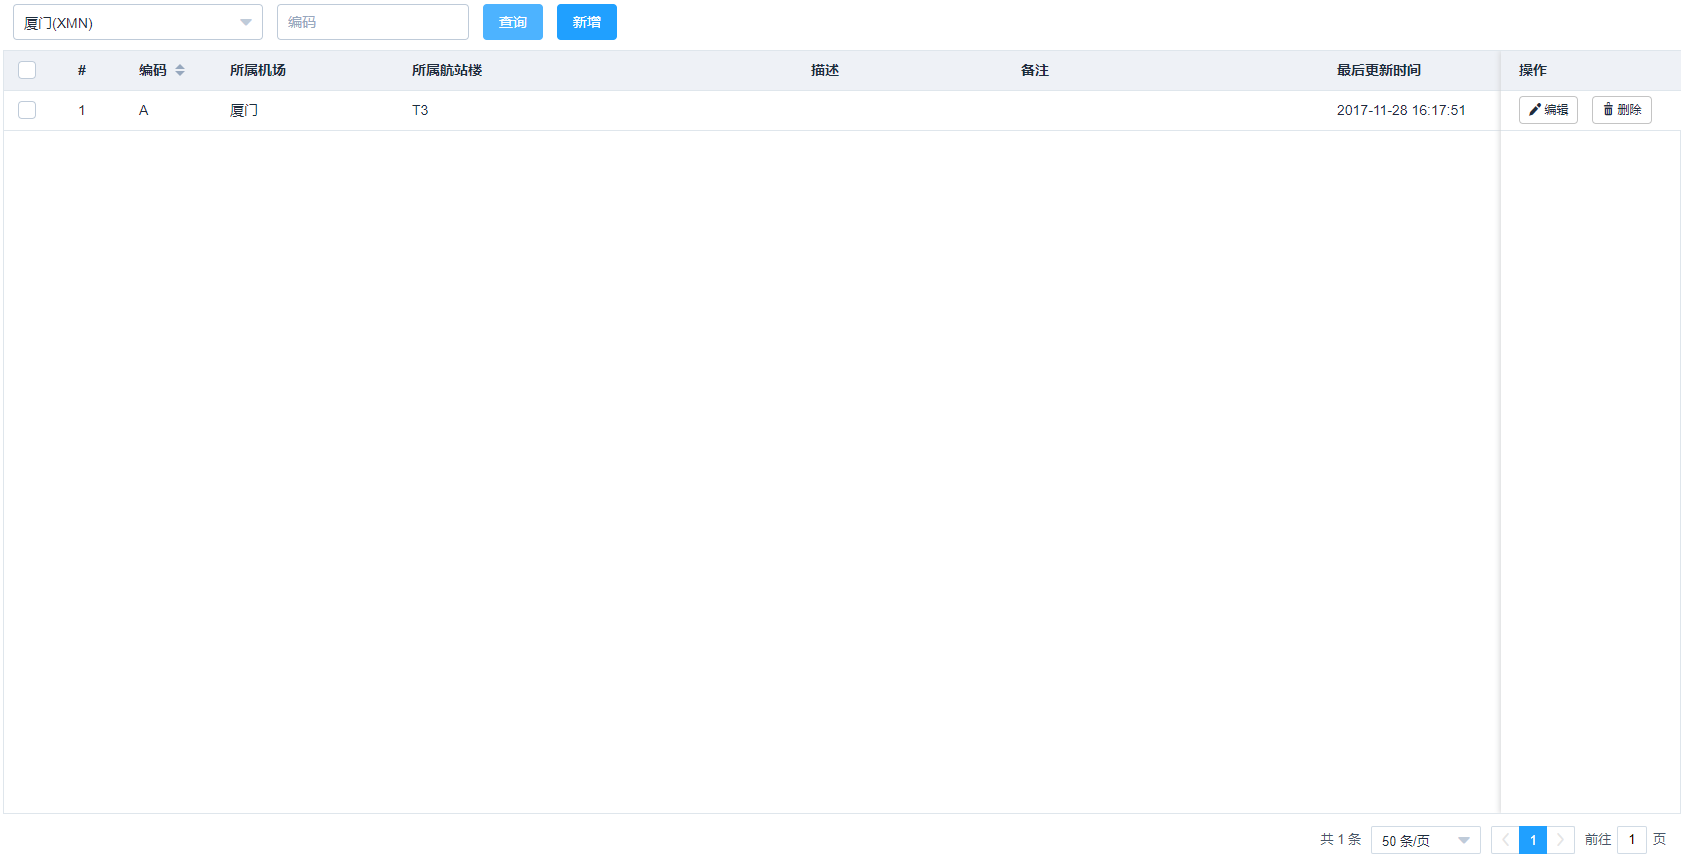 厦门(XMN) 编码 查询 新增
# 编码 所属机场 所属航站楼 描述 备注 最后更新时间 操作
1 A 厦门 T3 2017-11-28 16:17:51 编辑 删除
共 1 条 50 条/页 1 前往 1 页